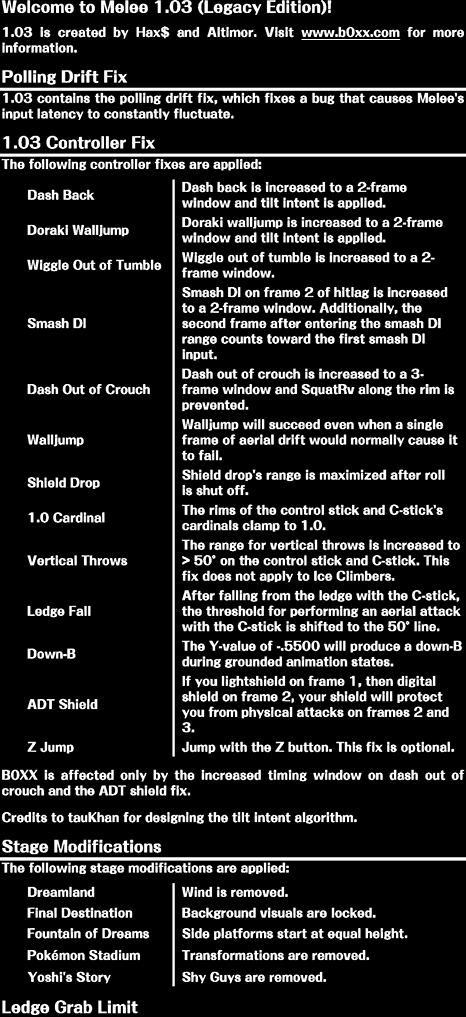 Welcome to Melee 1.03 (Legacy Edition)!
1.03 is created by Hax$ and Altimor. Visit www.b0xx.com for more
information.
Polling Drift Fix
1.03 contains the polling drift fix, which fixes a bug that causes Melee's
input latency to constantly fluctuate.
1.03 Controller Fix
The following controller fixes are applied:
Dash Back
Dash back is increased to a 2-frame
window and tilt intent is applied.
Doraki Walljump
Doraki walljump is increased to a 2-frame
window and tilt intent is applied.
Wiggle Out of Tumble
Wiggle out of tumble is increased to a 2-
frame window.
Smash DI
Smash DI on frame 2 of hitlag is increased
to a 2-frame window. Additionally, the
second frame after entering the smash DI
range counts toward the first smash DI
input.
Dash Out of Crouch
Dash out of crouch is increased to a 3-
frame window and SquatRv along the rim is
prevented.
Walljump
Walljump will succeed even when a single
frame of aerial drift would normally cause it
to fail.
Shield Drop
Shield drop's range is maximized after roll
is shut off.
1.0 Cardinal
The rims of the control stick and C-stick's
cardinals clamp to 1.0.
Vertical Throws
The range for vertical throws is increased to
> 50° on the control stick and C-stick. This
fix does not apply to Ice Climbers.
Ledge Fall
After falling from the ledge with the C-stick,
the threshold for performing an aerial attack
with the C-stick is shifted to the 50° line.
Down-B
The Y-value of -.5500 will produce a down-B
during grounded animation states.
ADT Shield
If you lightshield on frame 1, then digital
shield on frame 2, your shield will protect
you from physical attacks on frames 2 and
3.
Z Jump
Jump with the Z button. This fix is optional.
B0XX is affected only by the increased timing window on dash out of
crouch and the ADT shield fix.
Credits to tauKhan for designing the tilt intent algorithm.
Stage Modifications
The following stage modifications are applied:
Dreamland
Wind is removed.
Final Destination
Background visuals are locked.
Fountain of Dreams
Side platforms start at equal height.
Pokémon Stadium
Transformations are removed.
Yoshi's Story
Shy Guys are removed.
Ledge Grab Limit